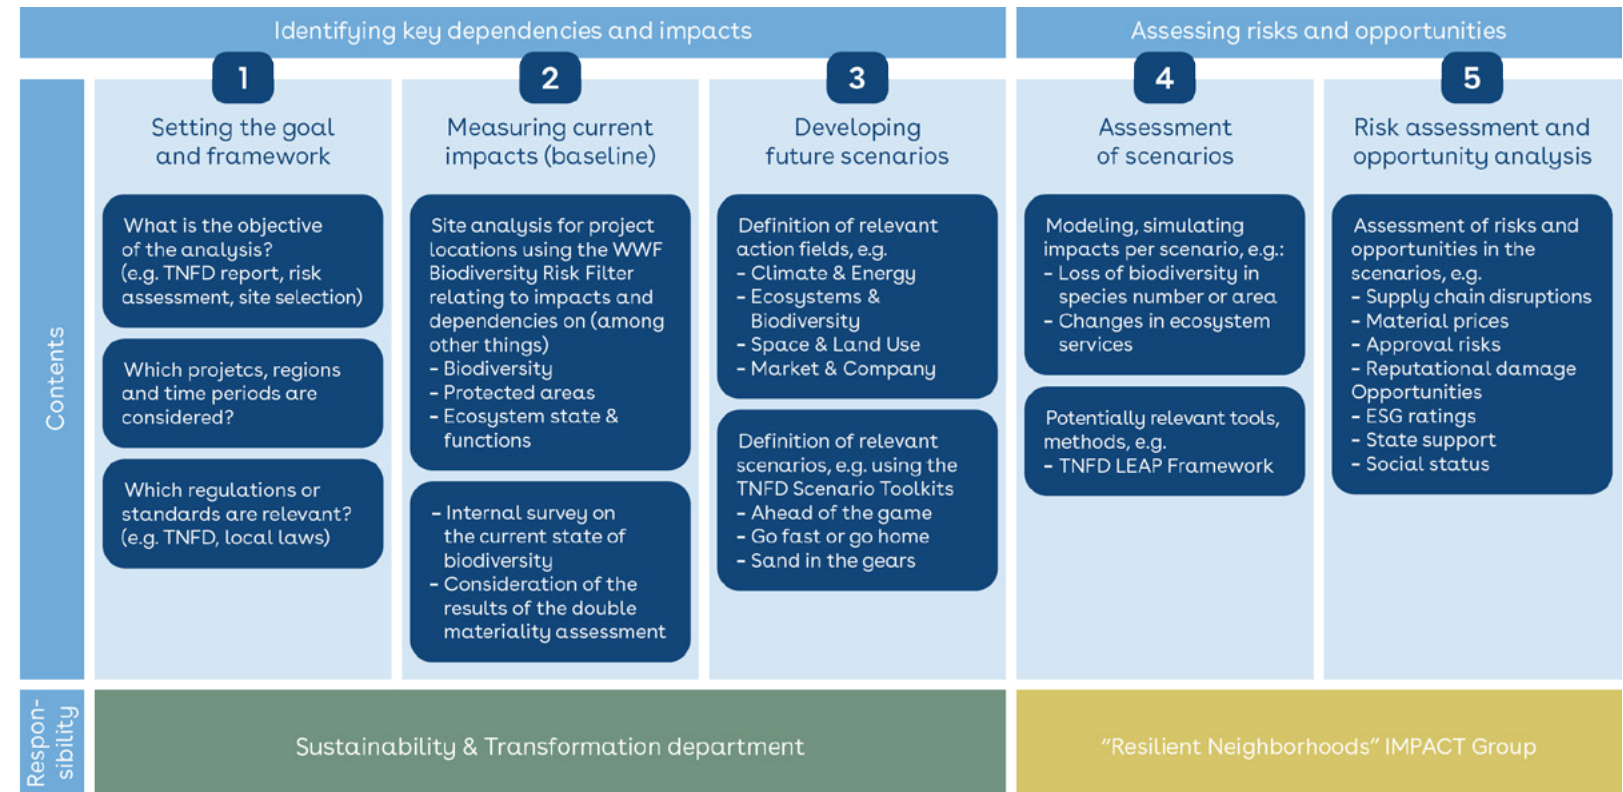 Identifying key dependencies and impacts
Assessing risks and opportunities
Contents
1
Setting the goal
and framework
What is the objective
of the analysis?
(e.g. TNFD report, risk
assessment, site selection)
Which projetcs, regions
and time periods are
considered?
Which regulations or
standards are relevant?
(e.g. TNFD, local laws)
2
Measuring current
impacts (baseline)
Site analysis for project
locations using the WWF
Biodiversity Risk Filter
relating to impacts and
dependencies on (among
other things)
– Biodiversity
– Protected areas
– Ecosystem state &
functions
– Internal survey on
the current state of
biodiversity
– Consideration of the
results of the double
materiality assessment
3
Developing
future scenarios
Definition of relevant
action fields, e.g.
– Climate & Energy
– Ecosystems &
Biodiversity
– Space & Land Use
– Market & Company
Definition of relevant
scenarios, e.g. using the
TNFD Scenario Toolkits
– Ahead of the game
– Go fast or go home
– Sand in the gears
4
Assessment
of scenarios
Modeling, simulating
impacts per scenario, e.g.:
– Loss of biodiversity in
species number or area
– Changes in ecosystem
services
Potentially relevant tools,
methods, e.g.
– TNFD LEAP Framework
5
Risk assessment and
opportunity analysis
Assessment of risks and
opportunities in the
scenarios, e.g.
– Supply chain disruptions
– Material prices
– Approval risks
– Reputational damage
Opportunities
– ESG ratings
– State support
– Social status
Respon-
sibility
Sustainability & Transformation department
"Resilient Neighborhoods" IMPACT Group